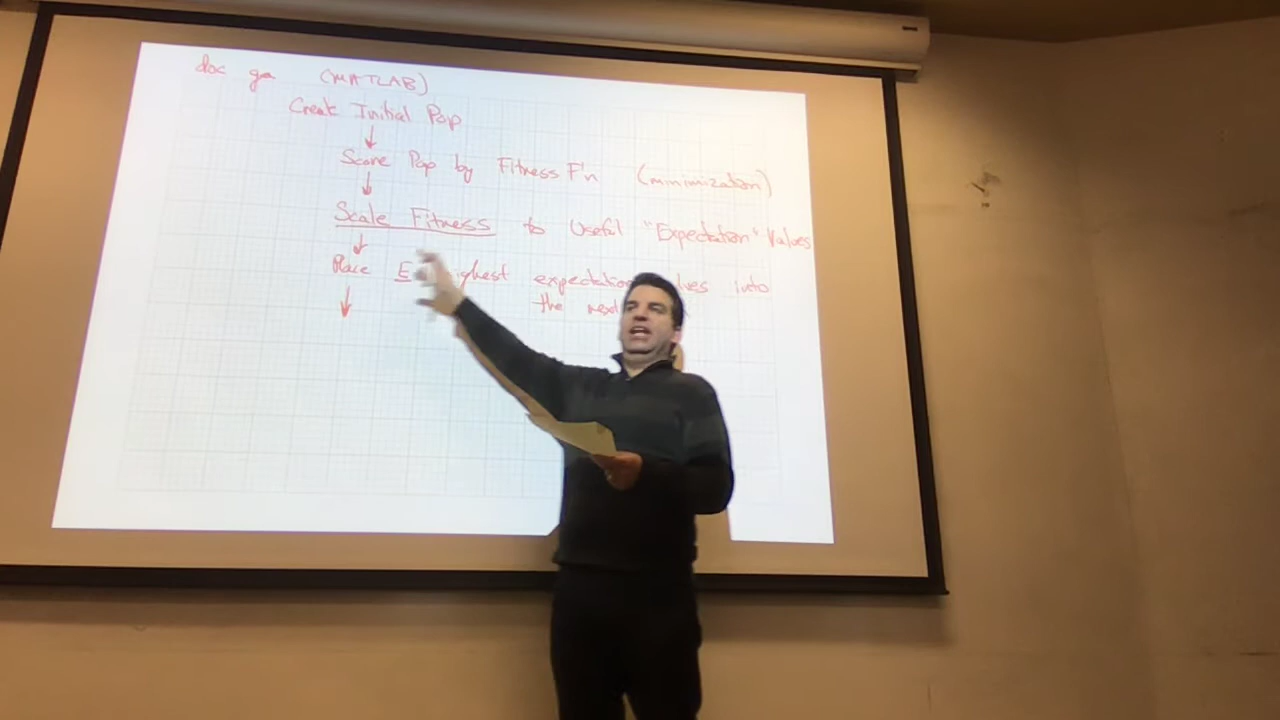 doc ga (MATLAB)
Create Initial Pop
Score Pop by Fitness F'n (minimization)
Scale Fitness to Useful "Expectation" Values
Place E highest expectation into
the